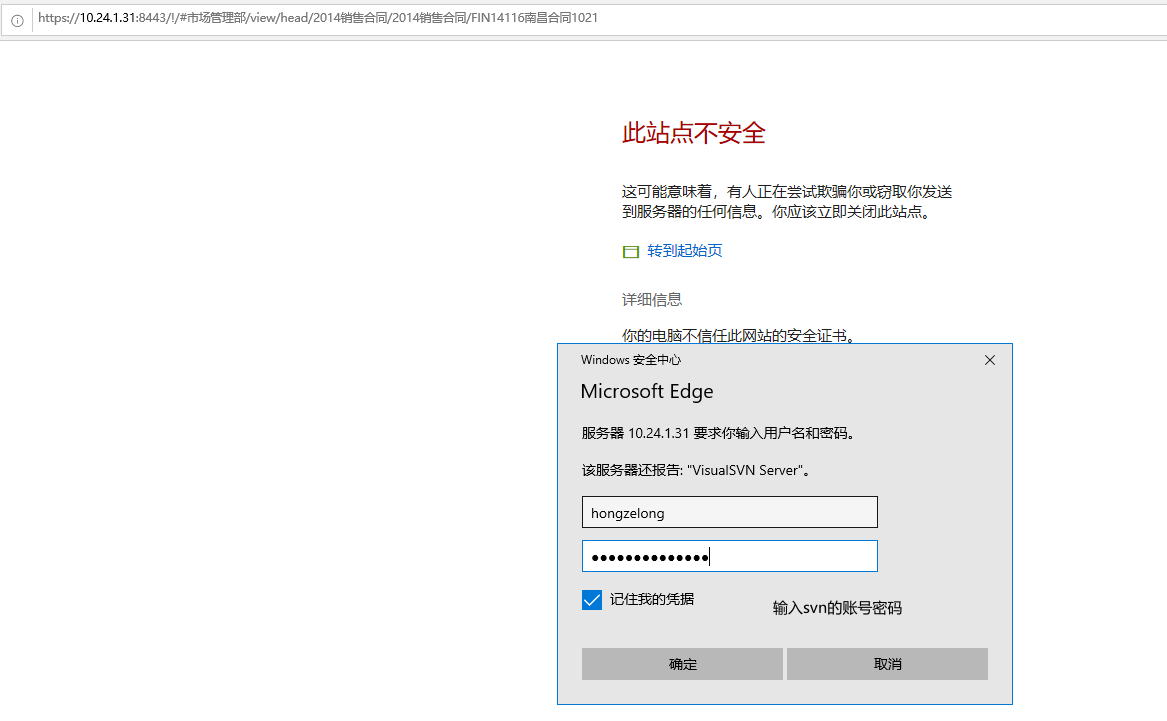 https://10.24.1.31:8443/!/#市场管理部/view/head/2014销售合同/2014销售合同/FIN14116南昌合同1021
此站点不安全
这可能意味着，有人正在尝试欺骗你或窃取你发送
到服务器的任何信息。你应该立即关闭此站点。
转到起始页
详细信息
你的电脑不信任此网站的安全证书。
Windows 安全中心
Microsoft Edge
服务器 10.24.1.31 要求你输入用户名和密码。
该服务器还报告: "VisualSVN Server"。
hongzelong
●●●●●●●●●●●●●●
记住我的凭据
输入svn的账号密码
确定
取消